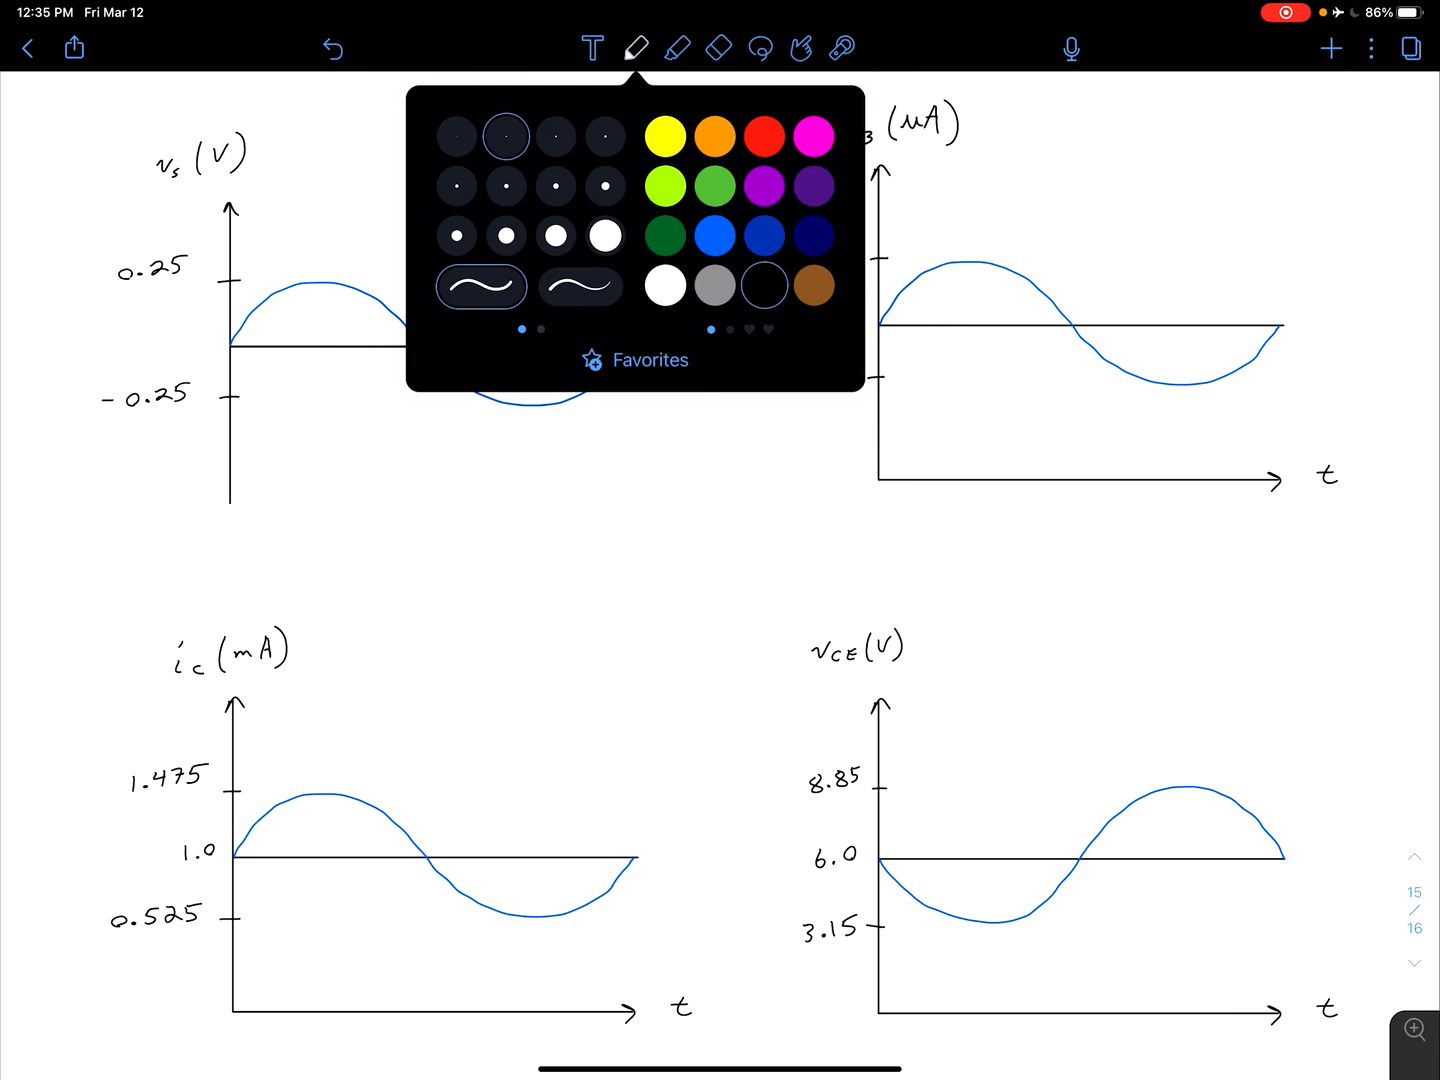 12:35 PM Fri Mar 12
86%
T
Favorites
vs (V)
0.25
-0.25
B (μA)
t
ic (mA)
1.475
1.0
0.525
t
vCE (V)
8.85
6.0
3.15
t
15
/
16